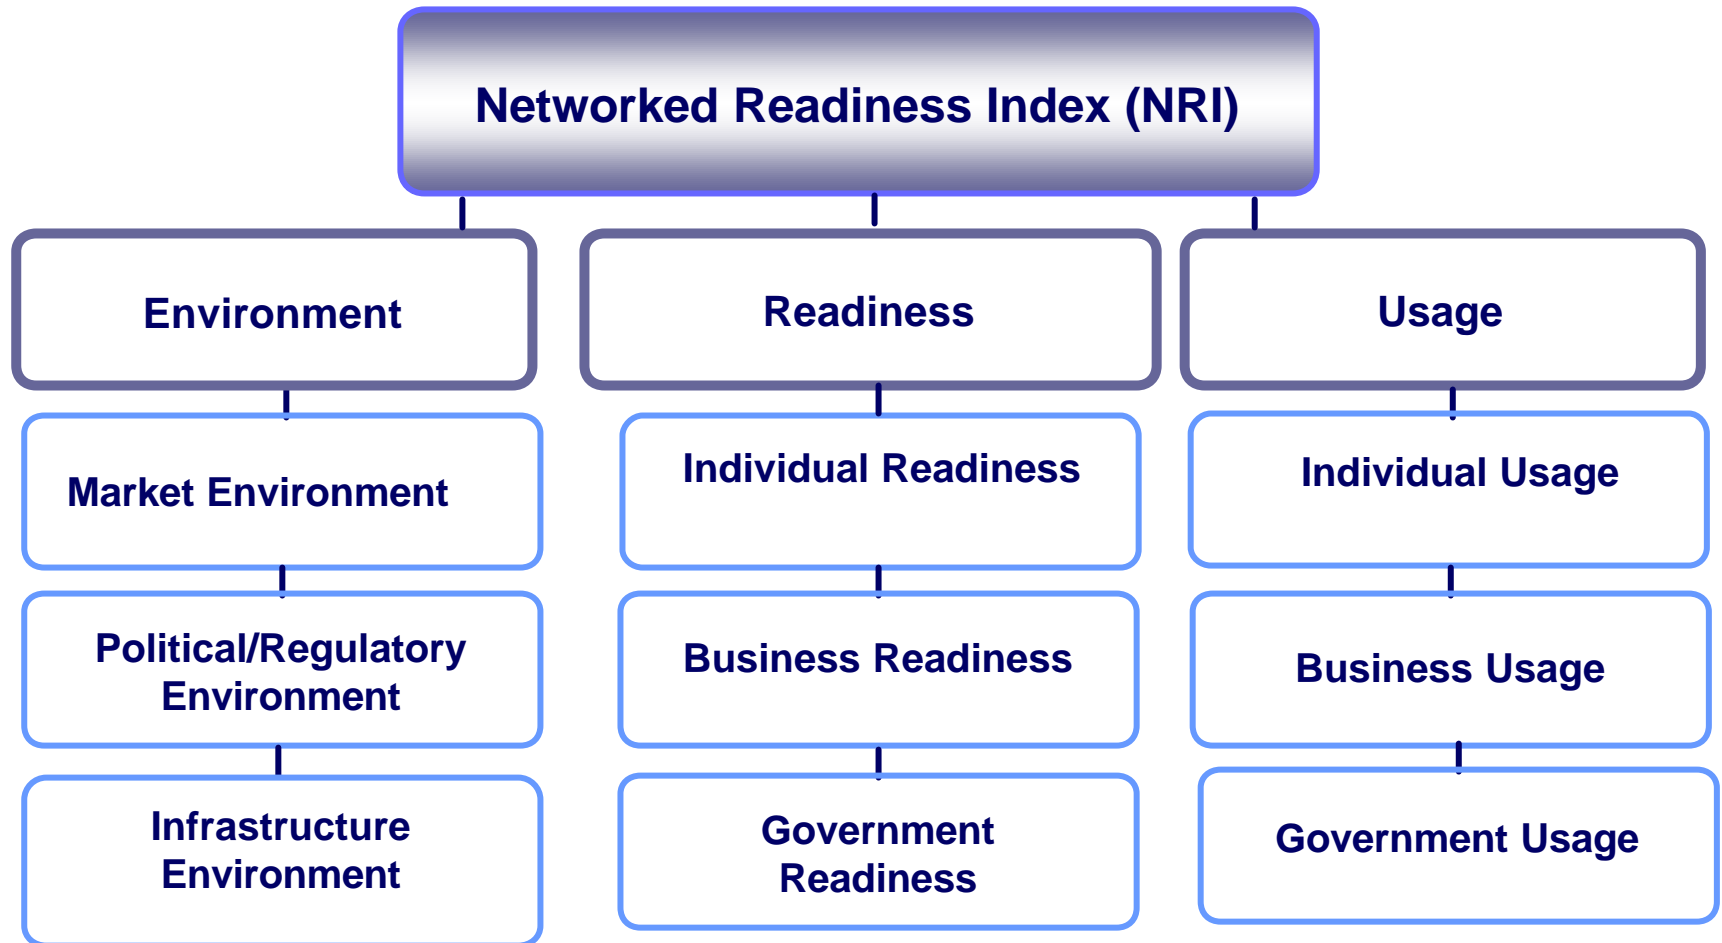 Networked Readiness Index (NRI)
Environment
Readiness
Usage
Market Environment
Individual Readiness
Individual Usage
Political/Regulatory
Environment
Business Readiness
Business Usage
Infrastructure
Environment
Government
Readiness
Government Usage